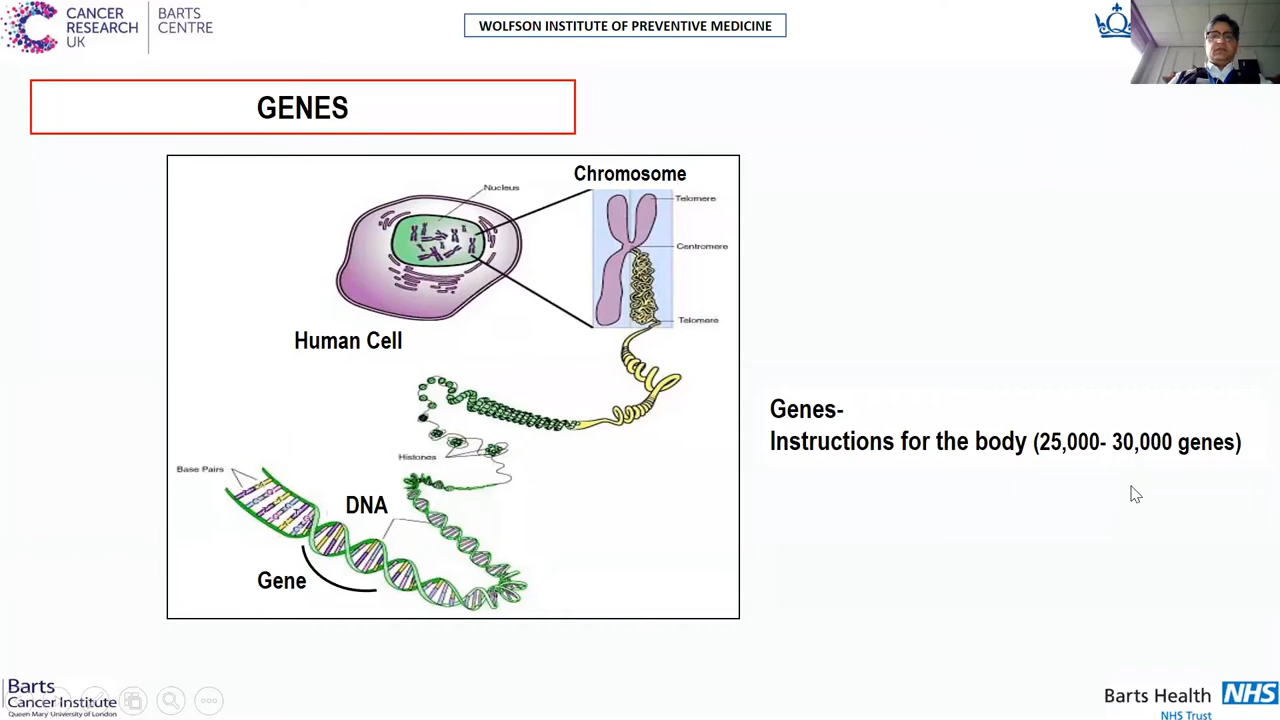 CANCER
RESEARCH
UK
BARTS
CENTRE
WOLFSON INSTITUTE OF PREVENTIVE MEDICINE
GENES
Chromosome
Nucleus
Telomere
Centromere
Telomere
Human Cell
Genes-
Instructions for the body (25,000- 30,000 genes)
Histones
Base Pairs
DNA
Gene
Barts
Cancer Institute
Queen Mary University of London
Barts Health
NHS
NHS Trust